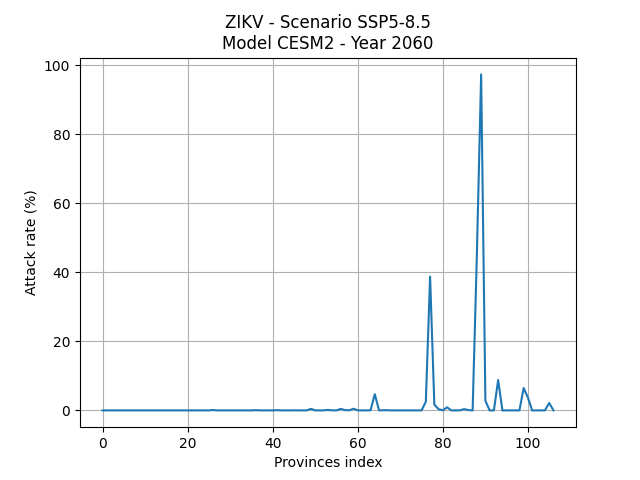 ZIKV - Scenario SSP5-8.5
Model CESM2 - Year 2060
100
80
60
40
20
0
Attack rate (%)
0 20 40 60 80 100
Provinces index